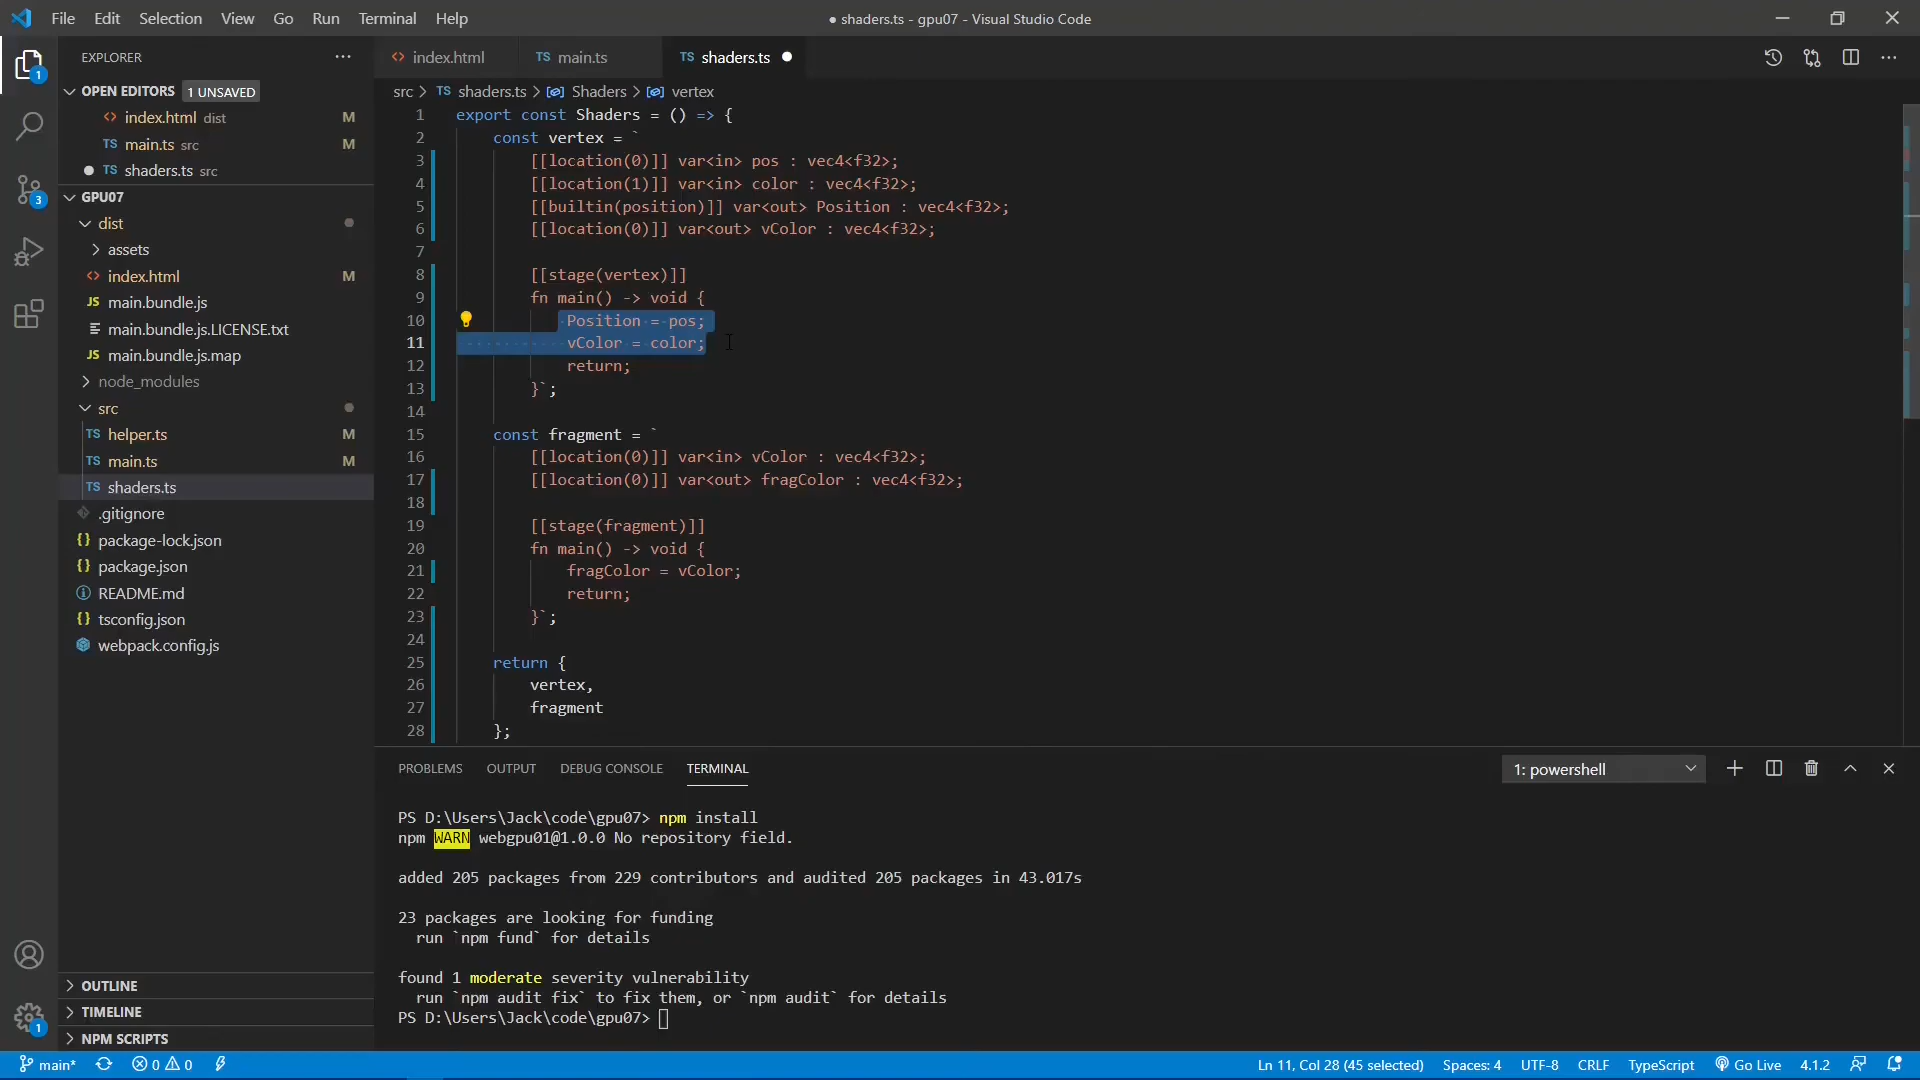 File Edit Selection View Go Run Terminal Help
● shaders.ts - gpu07 - Visual Studio Code
EXPLORER
OPEN EDITORS 1 UNSAVED
index.html dist M
TS main.ts src M
TS shaders.ts src
GPU07
dist
assets
index.html M
JS main.bundle.js
main.bundle.js.LICENSE.txt
JS main.bundle.js.map
node_modules
src
TS helper.ts M
TS main.ts M
TS shaders.ts
.gitignore
{} package-lock.json
{} package.json
README.md
{} tsconfig.json
webpack.config.js
OUTLINE
TIMELINE
NPM SCRIPTS
1
3
1
<> index.html
TS main.ts
TS shaders.ts ●
src > TS shaders.ts > Shaders > vertex
1 export const Shaders = () => {
2 const vertex = `
3 [[location(0)]] var<in> pos : vec4<f32>;
4 [[location(1)]] var<in> color : vec4<f32>;
5 [[builtin(position)]] var<out> Position : vec4<f32>;
6 [[location(0)]] var<out> vColor : vec4<f32>;
7
8 [[stage(vertex)]]
9 fn main() -> void {
10 Position = pos;
11 vColor = color;
12 return;
13 }`;
14
15 const fragment = `
16 [[location(0)]] var<in> vColor : vec4<f32>;
17 [[location(0)]] var<out> fragColor : vec4<f32>;
18
19 [[stage(fragment)]]
20 fn main() -> void {
21 fragColor = vColor;
22 return;
23 }`;
24
25 return {
26 vertex,
27 fragment
28 };
PROBLEMS OUTPUT DEBUG CONSOLE TERMINAL
1: powershell
PS D:\Users\Jack\code\gpu07> npm install
npm WARN webgpu01@1.0.0 No repository field.
added 205 packages from 229 contributors and audited 205 packages in 43.017s
23 packages are looking for funding
run `npm fund` for details
found 1 moderate severity vulnerability
run `npm audit fix` to fix them, or `npm audit` for details
PS D:\Users\Jack\code\gpu07>
main* 0 0
Ln 11, Col 28 (45 selected) Spaces: 4 UTF-8 CRLF TypeScript Go Live 4.1.2